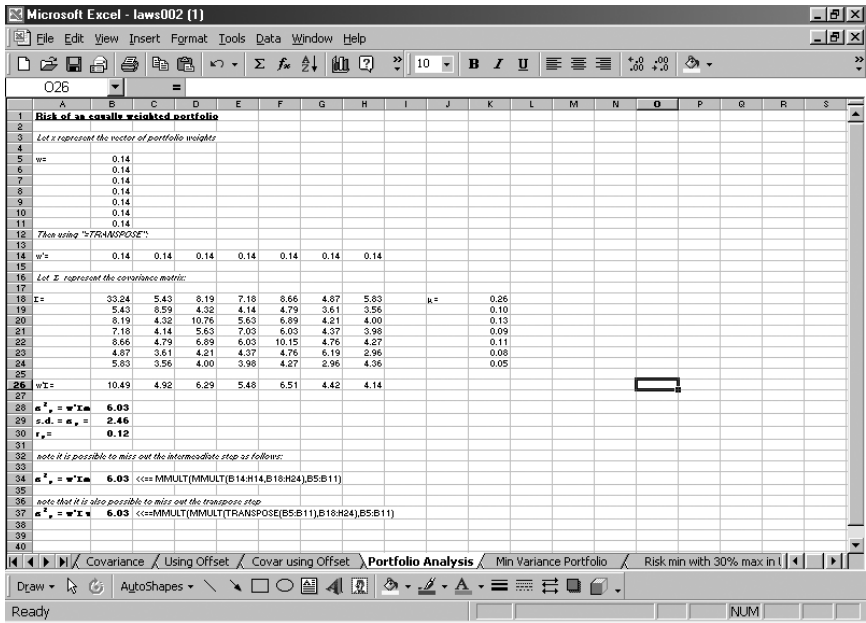 Microsoft Excel - laws002 (1)
File Edit View Insert Format Tools Data Window Help
10 B I U
O26 =
A B C D E F G H I J K L M N O P Q R S
1 Risk of an equally weighted portfolio
2
3 Let x represent the vector of portfolio weights
4
5 w= 0.14
6 0.14
7 0.14
8 0.14
9 0.14
10 0.14
11 0.14
12 Then using "=TRANSPOSE":
13
14 w'= 0.14 0.14 0.14 0.14 0.14 0.14 0.14
15
16 Let Σ represent the covariance matrix:
17
18 Σ= 33.24 5.43 8.19 7.18 8.66 4.87 5.83 μ= 0.26
19 5.43 8.59 4.32 4.14 4.79 3.61 3.56 0.10
20 8.19 4.32 10.76 5.63 6.89 4.21 4.00 0.13
21 7.18 4.14 5.63 7.03 6.03 4.37 3.98 0.09
22 8.66 4.79 6.89 6.03 10.15 4.76 4.27 0.11
23 4.87 3.61 4.21 4.37 4.76 6.19 2.96 0.08
24 5.83 3.56 4.00 3.98 4.27 2.96 4.36 0.05
25
26 w'Σ= 10.49 4.92 6.29 5.48 6.51 4.42 4.14
27
28 σ²ₚ = w'Σ 6.03
29 s.d. = σₚ = 2.46
30 rₚ= 0.12
31
32 note it is possible to miss out the intermeadiate step as follows:
33
34 σ²ₚ = w'Σ 6.03 <<== MMULT(MMULT(B14:H14,B18:H24),B5:B11)
35
36 note that it is also possible to miss out the transpose step
37 σ²ₚ = w'Σ 6.03 <<==MMULT(MMULT(TRANSPOSE(B5:B11),B18:H24),B5:B11)
38
39
40
Covariance Using Offset Covar using Offset Portfolio Analysis Min Variance Portfolio Risk min with 30% max in
Draw AutoShapes
Ready NUM